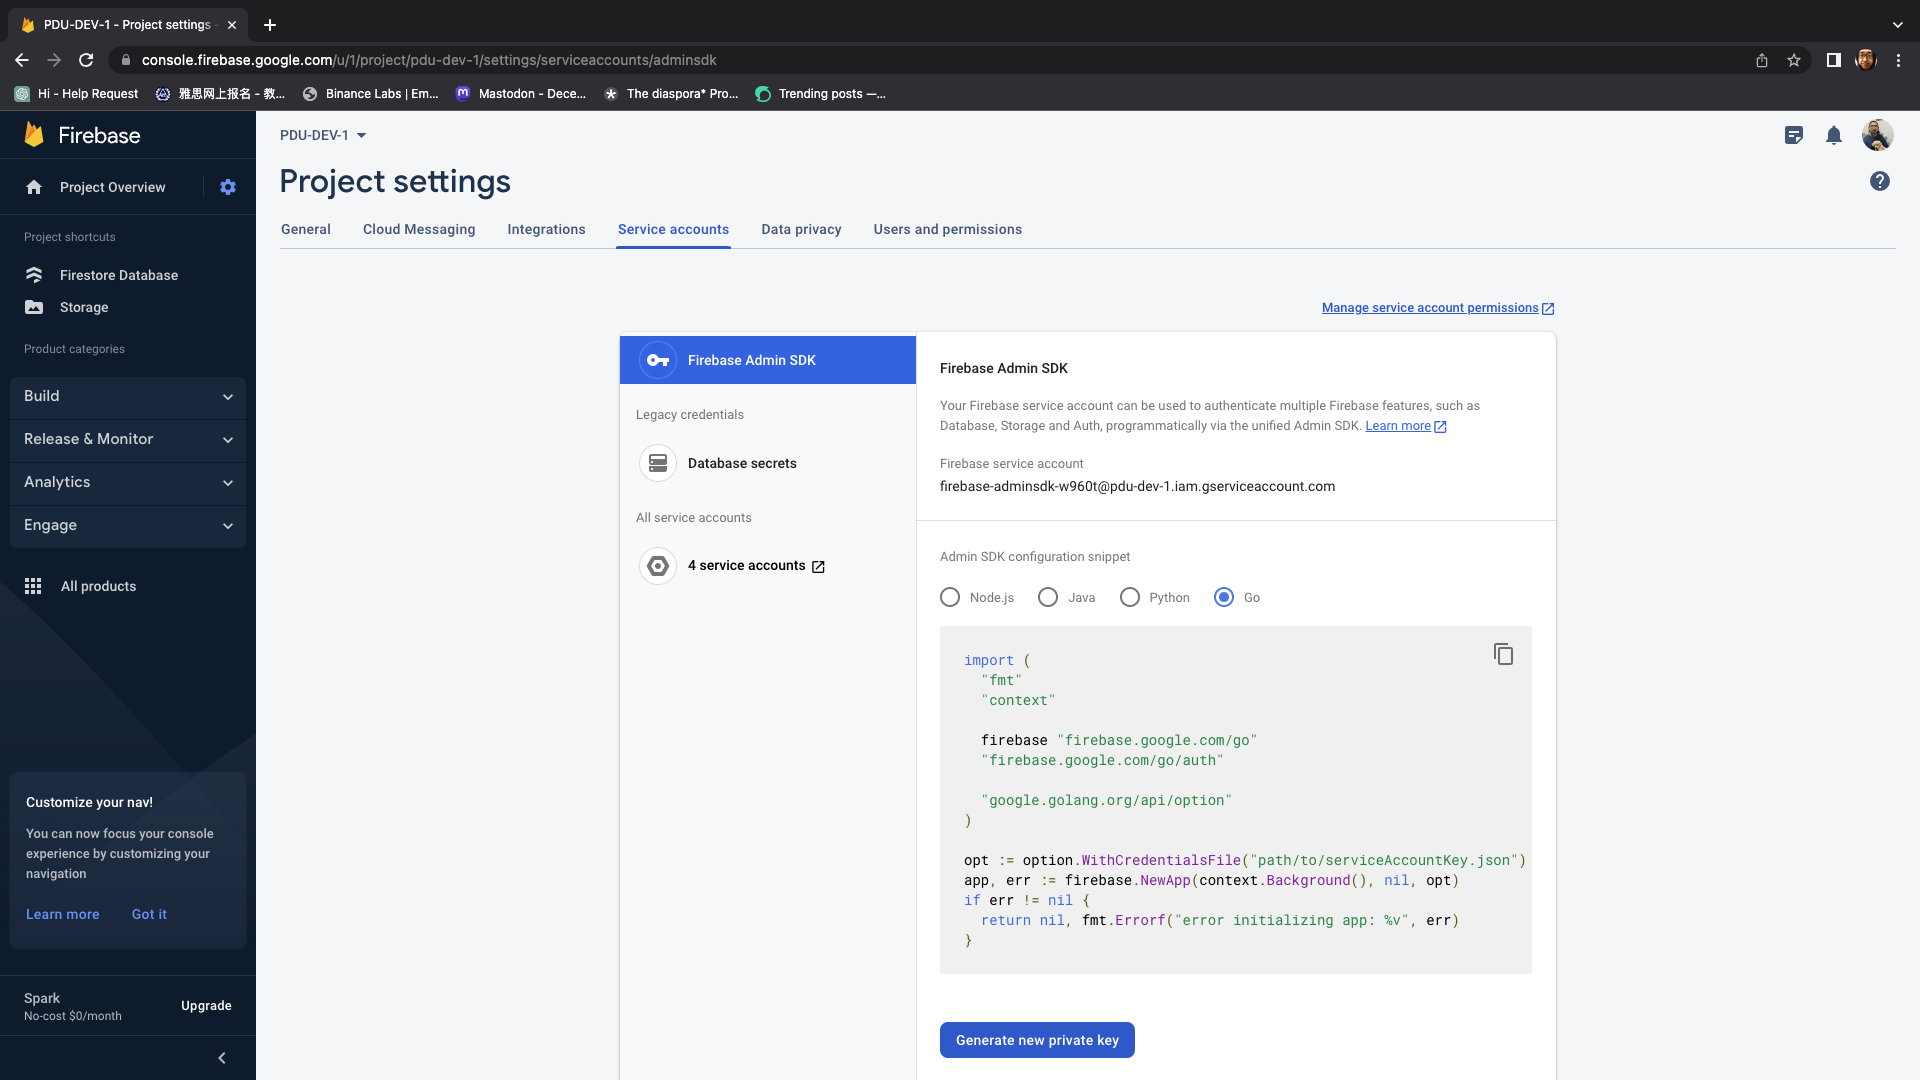 PDU-DEV-1 - Project settings -
console.firebase.google.com/u/1/project/pdu-dev-1/settings/serviceaccounts/adminsdk
Hi - Help Request
雅思网上报名 - 教...
Binance Labs | Em...
Mastodon - Dece...
The diaspora* Pro...
Trending posts —...
Firebase
PDU-DEV-1
Project Overview
Project settings
General
Cloud Messaging
Integrations
Service accounts
Data privacy
Users and permissions
Project shortcuts
Firestore Database
Storage
Product categories
Build
Release & Monitor
Analytics
Engage
All products
Customize your nav!
You can now focus your console
experience by customizing your
navigation
Learn more
Got it
Spark
No-cost $0/month
Upgrade
Manage service account permissions
Firebase Admin SDK
Legacy credentials
Database secrets
All service accounts
4 service accounts
Firebase Admin SDK
Your Firebase service account can be used to authenticate multiple Firebase features, such as
Database, Storage and Auth, programmatically via the unified Admin SDK. Learn more
Firebase service account
firebase-adminsdk-w960t@pdu-dev-1.iam.gserviceaccount.com
Admin SDK configuration snippet
Node.js
Java
Python
Go
import (
"fmt"
"context"
firebase "firebase.google.com/go"
"firebase.google.com/go/auth"
"google.golang.org/api/option"
)
opt := option.WithCredentialsFile("path/to/serviceAccountKey.json")
app, err := firebase.NewApp(context.Background(), nil, opt)
if err != nil {
return nil, fmt.Errorf("error initializing app: %v", err)
}
Generate new private key